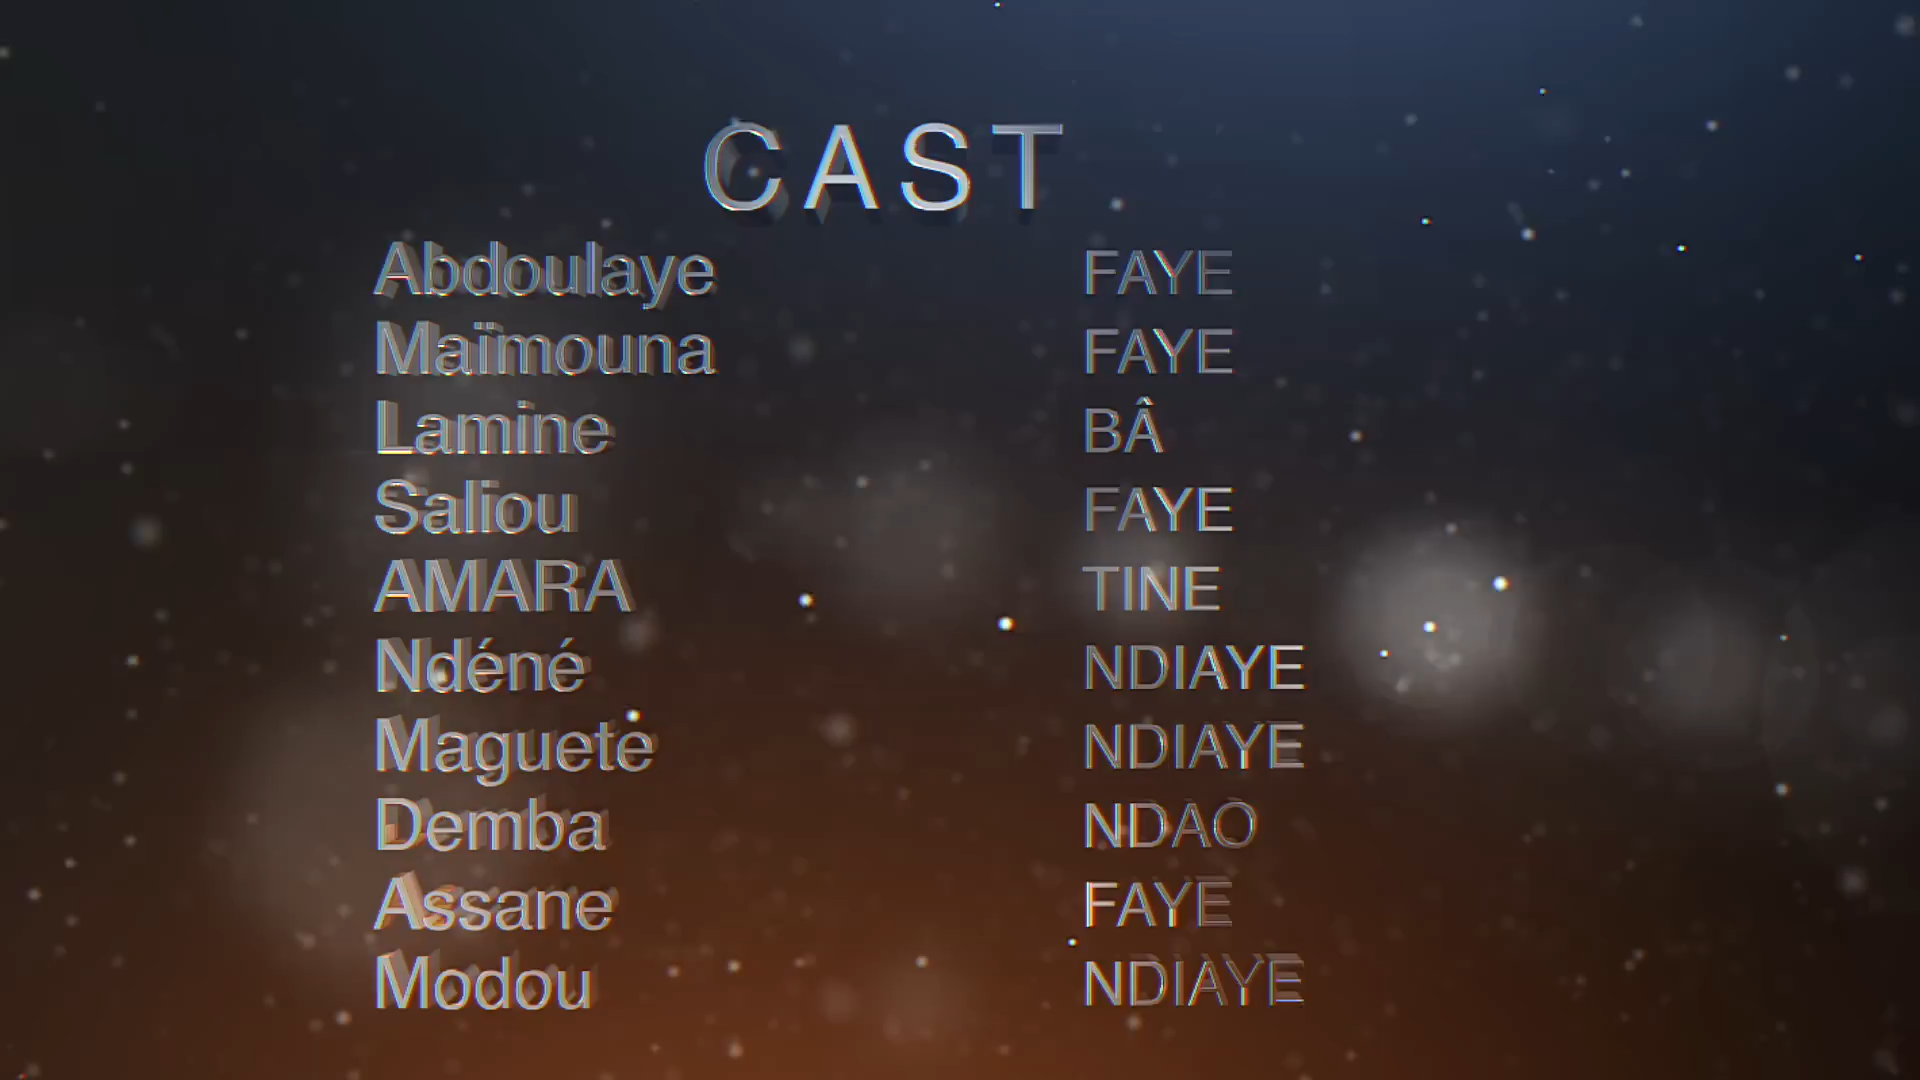 CAST
Abdoulaye FAYE
Maïmouna FAYE
Lamine BÂ
Saliou FAYE
AMARA TINE
Ndéné NDIAYE
Maguete NDIAYE
Demba NDAO
Assane FAYE
Modou NDIAYE